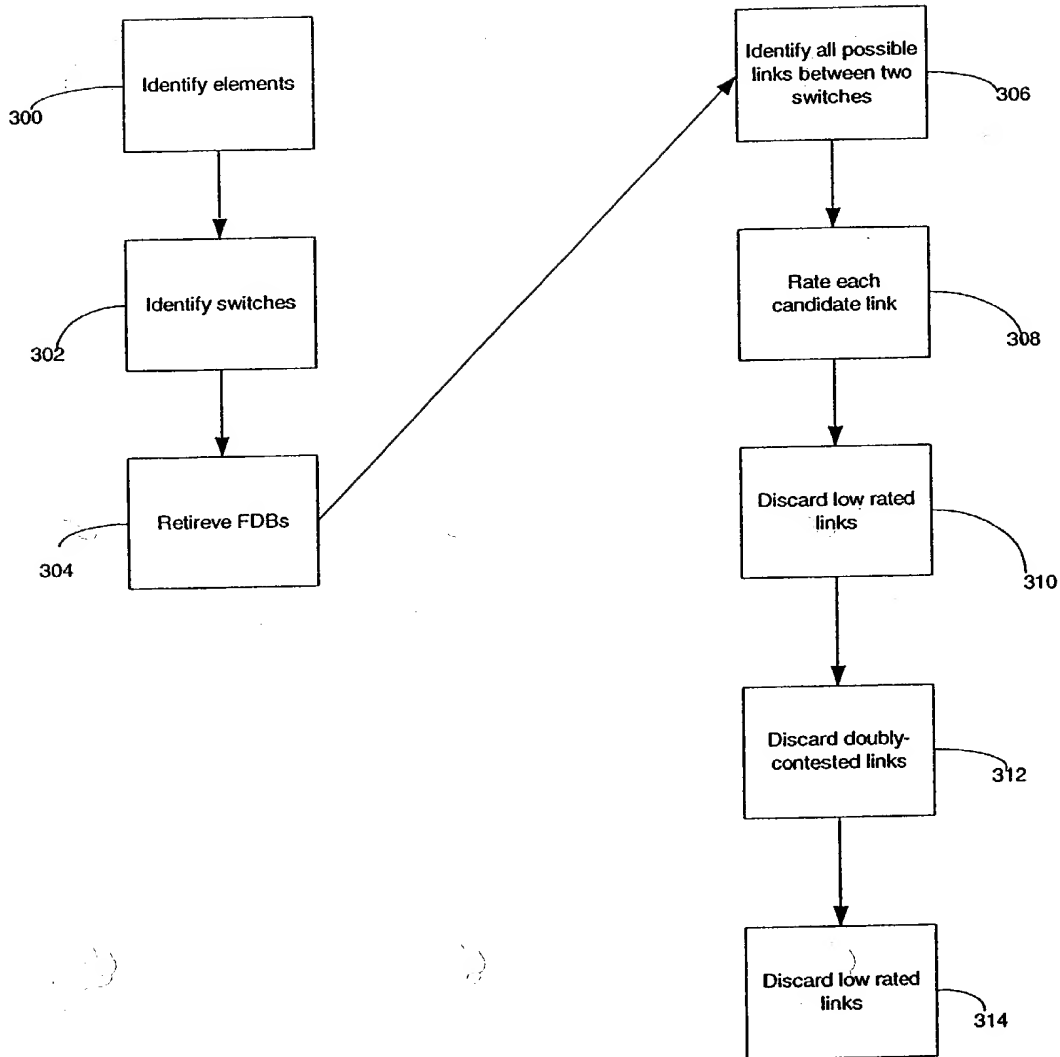 Identify elements
300
Identify switches
302
Retireve FDBs
304
Identify all possible
links between two
switches
306
Rate each
candidate link
308
Discard low rated
links
310
Discard doubly-
contested links
312
Discard low rated
links
314